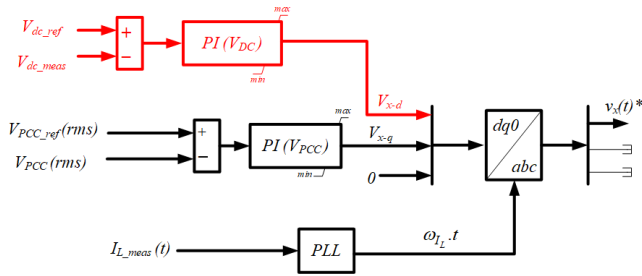 max
V_dc_ref
+
PI (V_DC)
−
V_dc_meas
min
V_x-d
max
V_PCC_ref(rms)
+
PI (V_PCC)
V_x-q
dq0
v_x(t)*
−
V_PCC (rms)
min
0
abc
I_L_meas(t)
PLL
ω_I_L.t